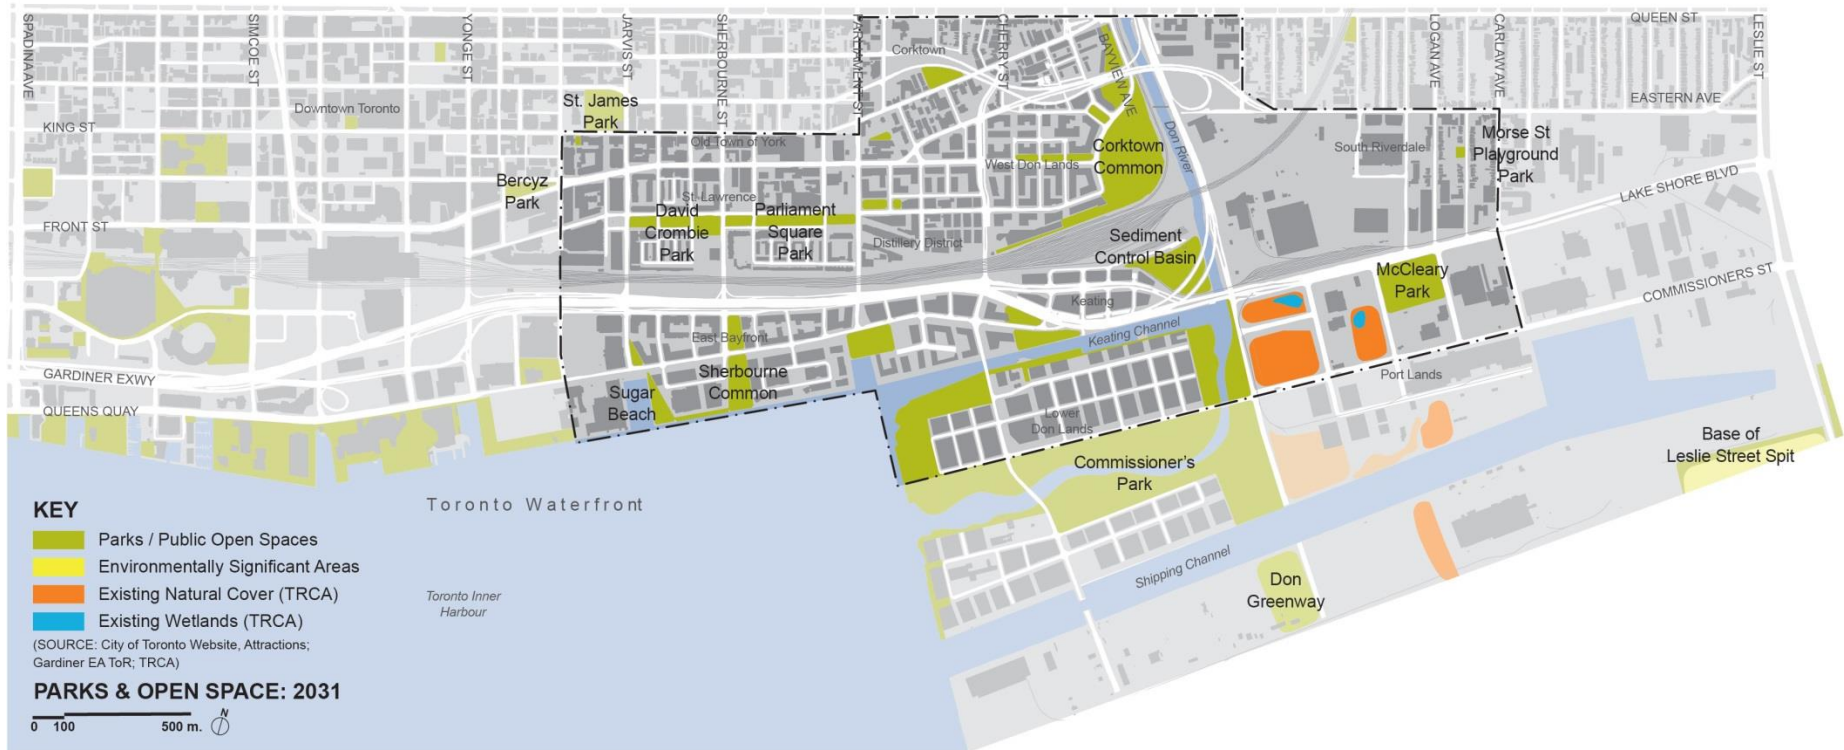 SPADINA AVE
SIMCOE ST
YONGE ST
JARVIS ST
SHERBOURNE ST
PARLIAMENT ST
CHERRY ST
BAYVIEW AVE
LOGAN AVE
CARLAW AVE
QUEEN ST
LESLIE ST
Corktown
Downtown Toronto
St. James
Park
EASTERN AVE
KING ST
Old Town of York
Don River
Corktown
Common
West Don Lands
South Riverdale
Morse St
Playground
Park
Bercyz
Park
St. Lawrence
David
Crombie
Park
Parliament
Square
Park
LAKE SHORE BLVD
FRONT ST
Distillery District
Sediment
Control Basin
McCleary
Park
COMMISSIONERS ST
Keating
Keating Channel
East Bayfront
GARDINER EXWY
Sherbourne
Common
Sugar
Beach
Port Lands
QUEENS QUAY
Lower
Don Lands
Base of
Leslie Street Spit
Commissioner's
Park
Toronto Waterfront
Shipping Channel
Don
Greenway
Toronto Inner
Harbour
KEY
Parks / Public Open Spaces
Environmentally Significant Areas
Existing Natural Cover (TRCA)
Existing Wetlands (TRCA)
(SOURCE: City of Toronto Website, Attractions;
Gardiner EA ToR; TRCA)
PARKS & OPEN SPACE: 2031
0 100 500 m.
N